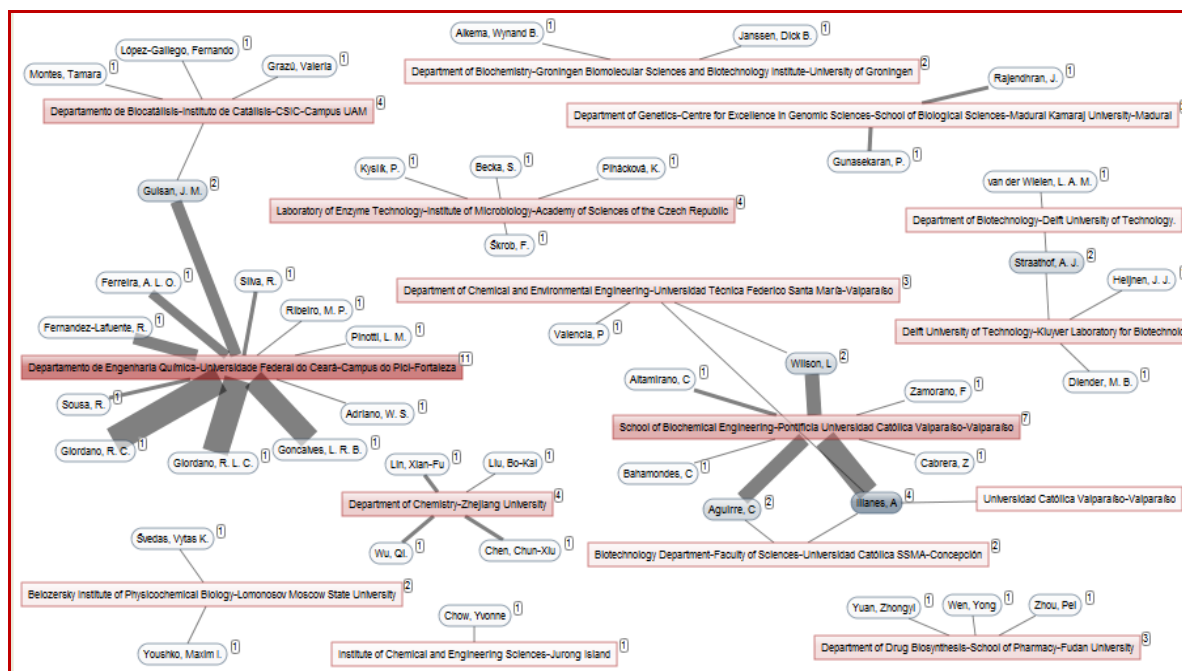 López-Gallego, Fernando 1
Montes, Tamara 1
Grazú, Valeria 1
Departamento de Biocatálisis-Instituto de Catálisis-CSIC-Campus UAM 4
Guisan, J. M. 2
Alkema, Wynand B. 1
Janssen, Dick B. 1
Department of Biochemistry-Groningen Biomolecular Sciences and Biotechnology Institute-University of Groningen 2
Rajendhran, J. 1
Department of Genetics-Centre for Excellence in Genomic Sciences-School of Biological Sciences-Madurai Kamaraj University-Madurai
Gunasekaran, P. 1
Kyslík, P. 1
Becka, S. 1
Plhácková, K. 1
Laboratory of Enzyme Technology-Institute of Microbiology-Academy of Sciences of the Czech Republic 4
Škrob, F. 1
van der Wielen, L. A. M. 1
Department of Biotechnology-Delft University of Technology.
Straathof, A. J. 2
Heijnen, J. J.
Delft University of Technology-Kluyver Laboratory for Biotechnolo
Diender, M. B. 1
Ferreira, A. L. O. 1
Silva, R. 1
Ribeiro, M. P. 1
Fernandez-Lafuente, R. 1
Pinotti, L. M. 1
Departamento de Engenharia Química-Universidade Federal do Ceará-Campus do Pici-Fortaleza 11
Sousa, R. 1
Adriano, W. S. 1
Giordano, R. C. 1
Giordano, R. L. C. 1
Goncalves, L. R. B. 1
Department of Chemical and Environmental Engineering-Universidad Técnica Federico Santa María-Valparaíso 3
Valencia, P 1
Wilson, L 2
Altamirano, C 1
Zamorano, F 1
School of Biochemical Engineering-Pontificia Universidad Católica Valparaíso-Valparaíso 7
Bahamondes, C 1
Cabrera, Z 1
Aguirre, C 2
Illanes, A 4
Universidad Católica Valparaíso-Valparaíso
Biotechnology Department-Faculty of Sciences-Universidad Católica SSMA-Concepción 2
Lin, Xian-Fu 1
Liu, Bo-Kai 1
Department of Chemistry-Zhejiang University 4
Wu, Qi. 1
Chen, Chun-Xiu 1
Švedas, Vytas K. 1
Belozersky Institute of Physicochemical Biology-Lomonosov Moscow State University 2
Youshko, Maxim I. 1
Chow, Yvonne 1
Institute of Chemical and Engineering Sciences-Jurong Island 1
Yuan, Zhongyi 1
Wen, Yong 1
Zhou, Pei 1
Department of Drug Biosynthesis-School of Pharmacy-Fudan University 3